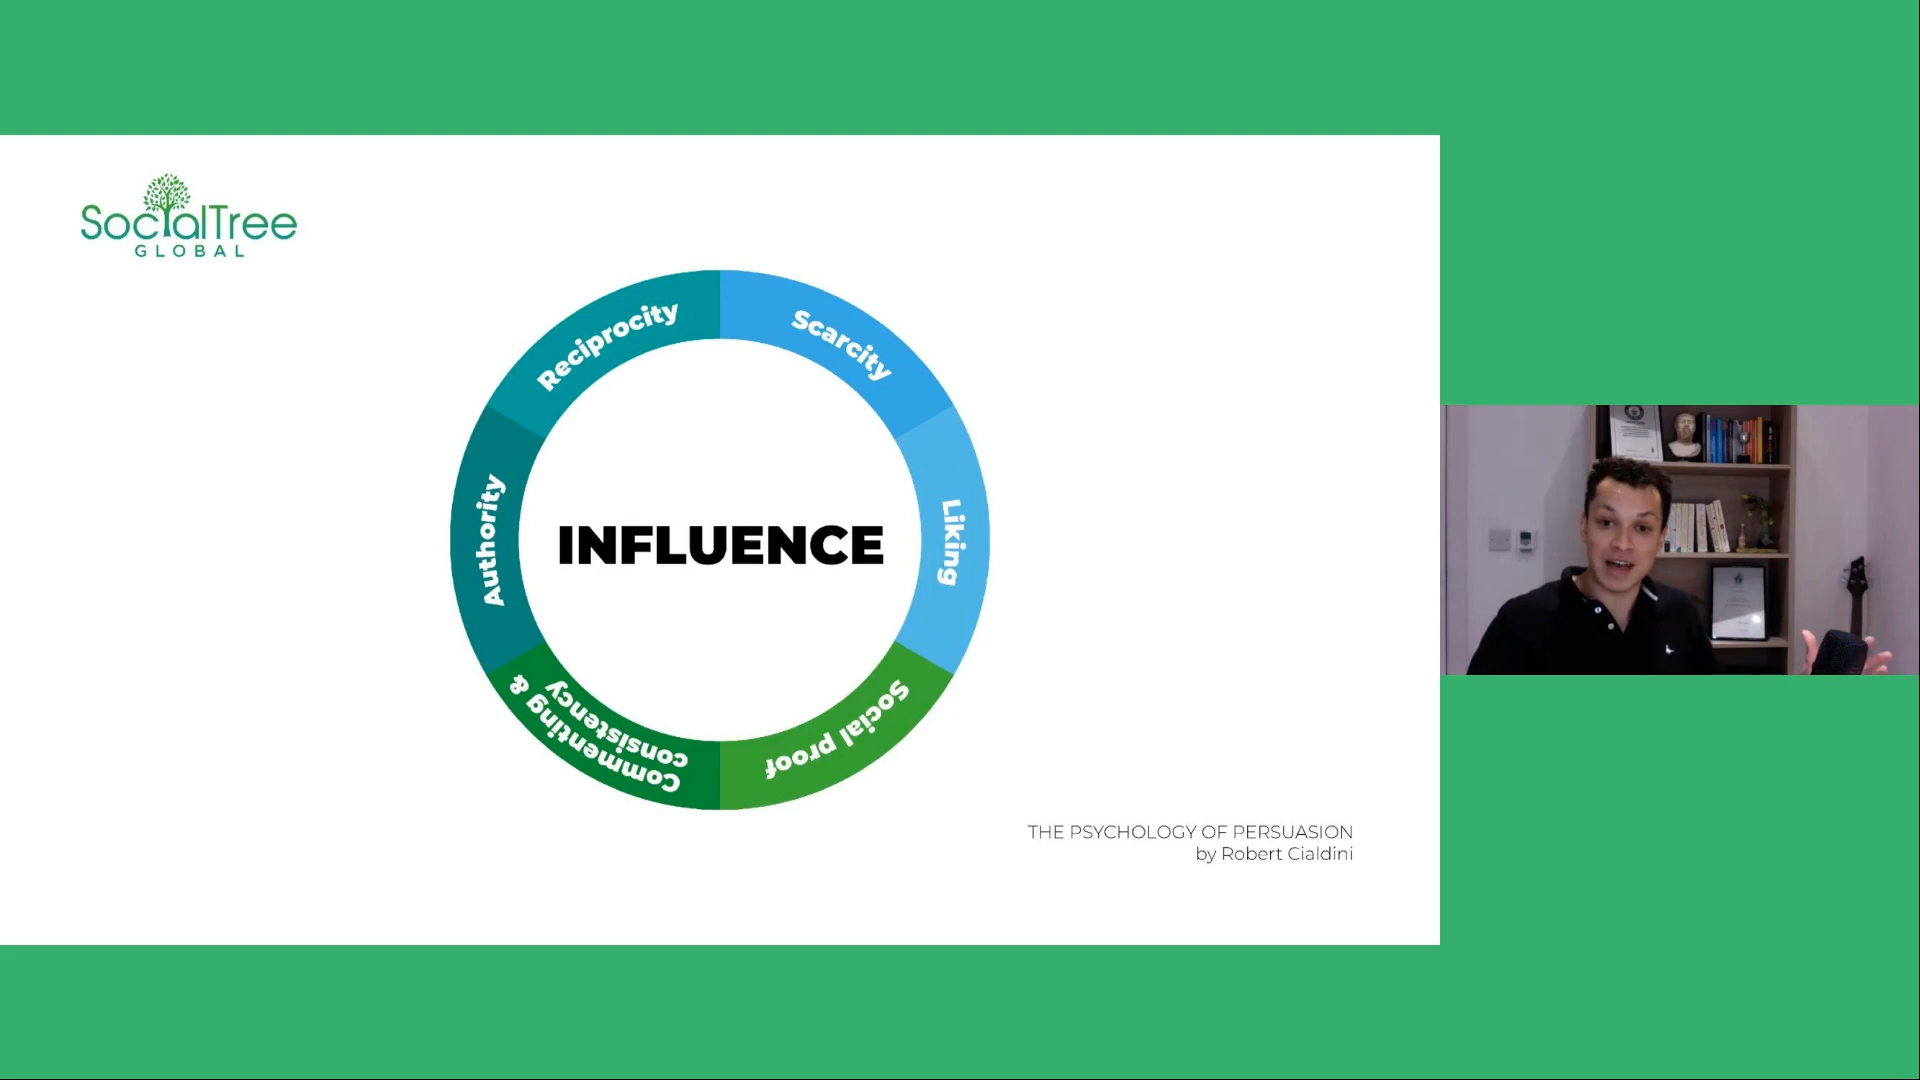 SocialTree
GLOBAL
Reciprocity
Scarcity
Authority
INFLUENCE
Liking
Commenting &
consistency
Social proof
THE PSYCHOLOGY OF PERSUASION
by Robert Cialdini